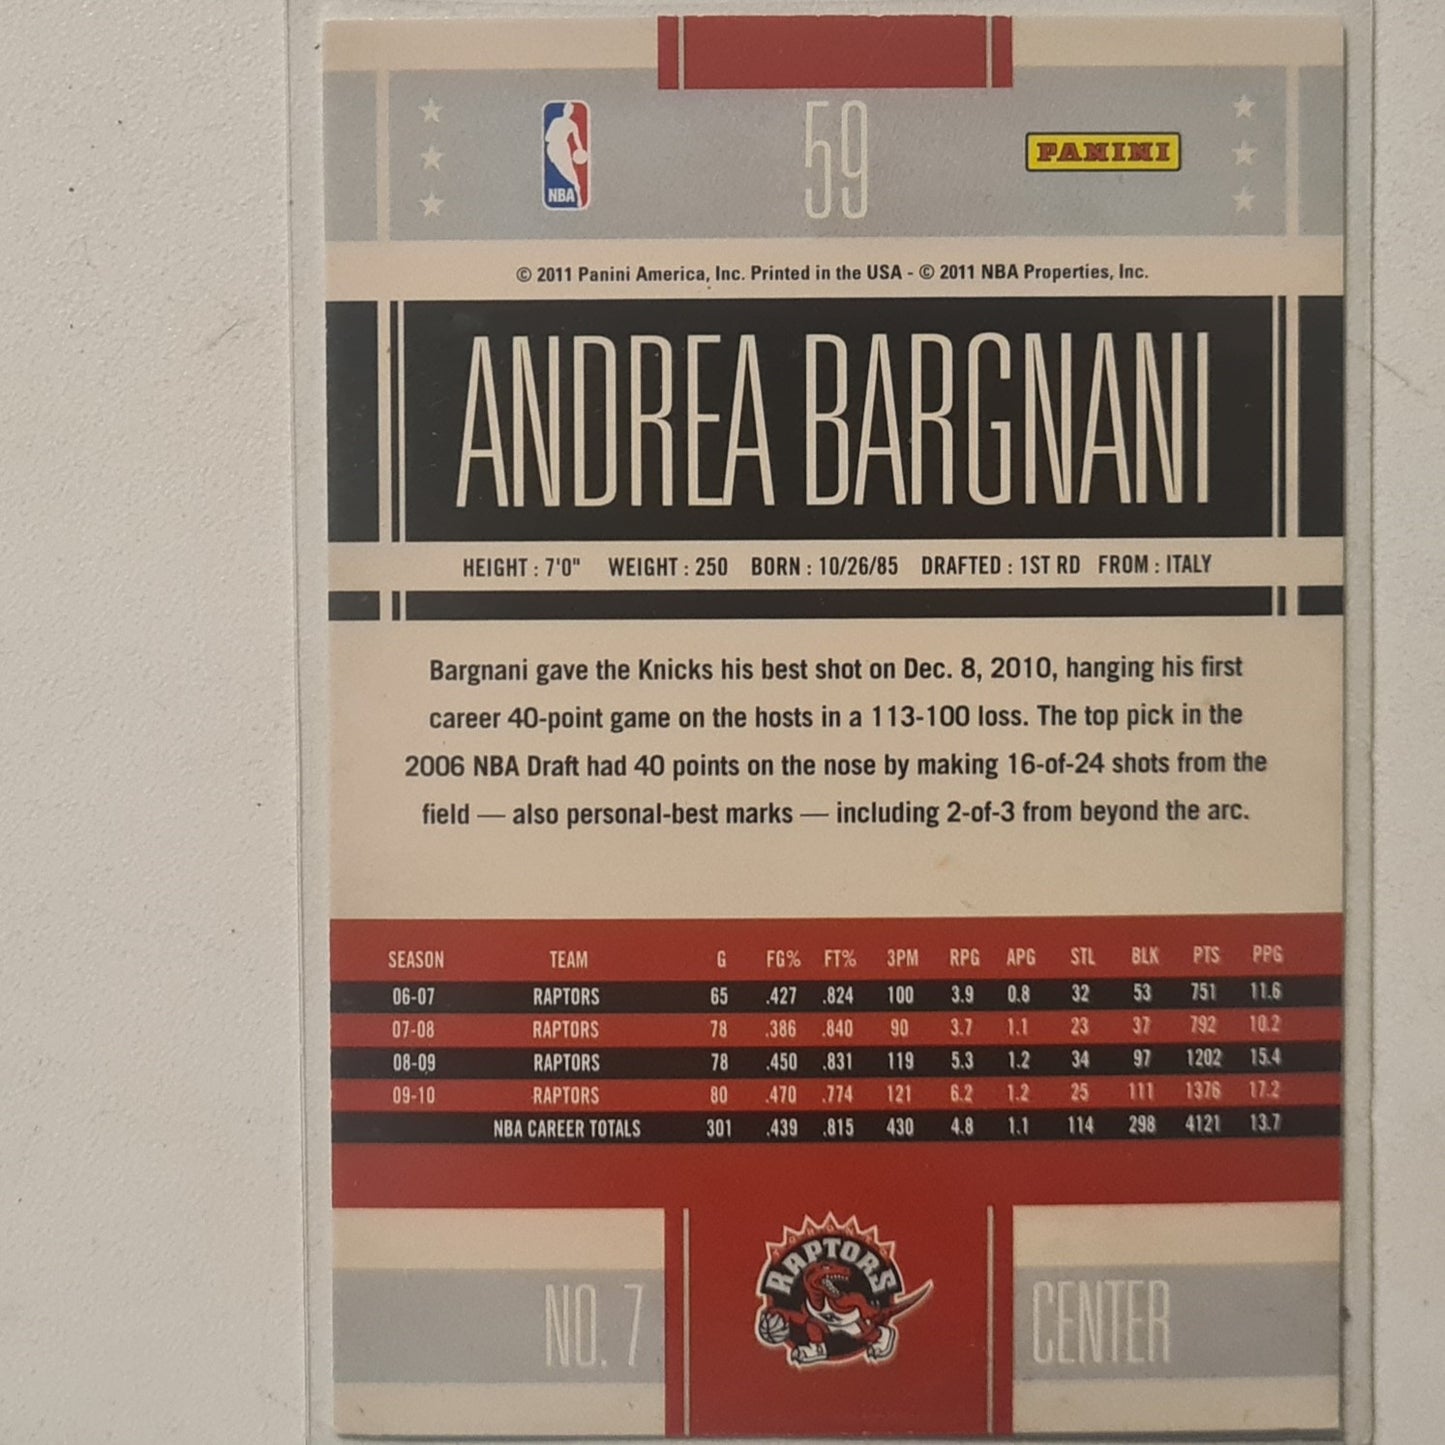 NBA
59
PANINI
© 2011 Panini America, Inc. Printed in the USA - © 2011 NBA Properties, Inc.
ANDREA BARGNANI
HEIGHT : 7'0" WEIGHT : 250 BORN : 10/26/85 DRAFTED : 1ST RD FROM : ITALY
Bargnani gave the Knicks his best shot on Dec. 8, 2010, hanging his first
career 40-point game on the hosts in a 113-100 loss. The top pick in the
2006 NBA Draft had 40 points on the nose by making 16-of-24 shots from the
field — also personal-best marks — including 2-of-3 from beyond the arc.
SEASON TEAM G FG% FT% 3PM RPG APG STL BLK PTS PPG
06-07 RAPTORS 65 .427 .824 100 3.9 0.8 32 53 751 11.6
07-08 RAPTORS 78 .386 .840 90 3.7 1.1 23 37 792 10.2
08-09 RAPTORS 78 .450 .831 119 5.3 1.2 34 97 1202 15.4
09-10 RAPTORS 80 .470 .774 121 6.2 1.2 25 111 1376 17.2
NBA CAREER TOTALS 301 .439 .815 430 4.8 1.1 114 298 4121 13.7
TORONTO
RAPTORS
NO. 7
CENTER